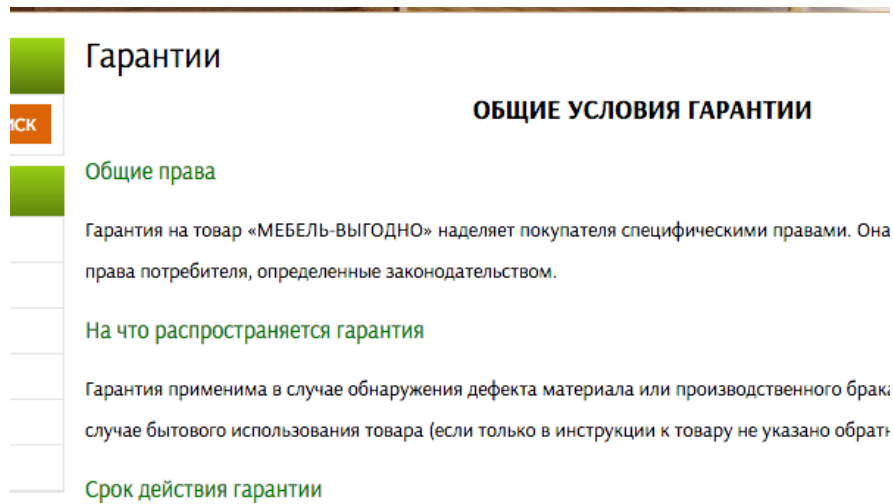 Гарантии
ОБЩИЕ УСЛОВИЯ ГАРАНТИИ
ИСК
Общие права
Гарантия на товар «МЕБЕЛЬ-ВЫГОДНО» наделяет покупателя специфическими правами. Она
права потребителя, определенные законодательством.
На что распространяется гарантия
Гарантия применима в случае обнаружения дефекта материала или производственного брака
случае бытового использования товара (если только в инструкции к товару не указано обратн
Срок действия гарантии